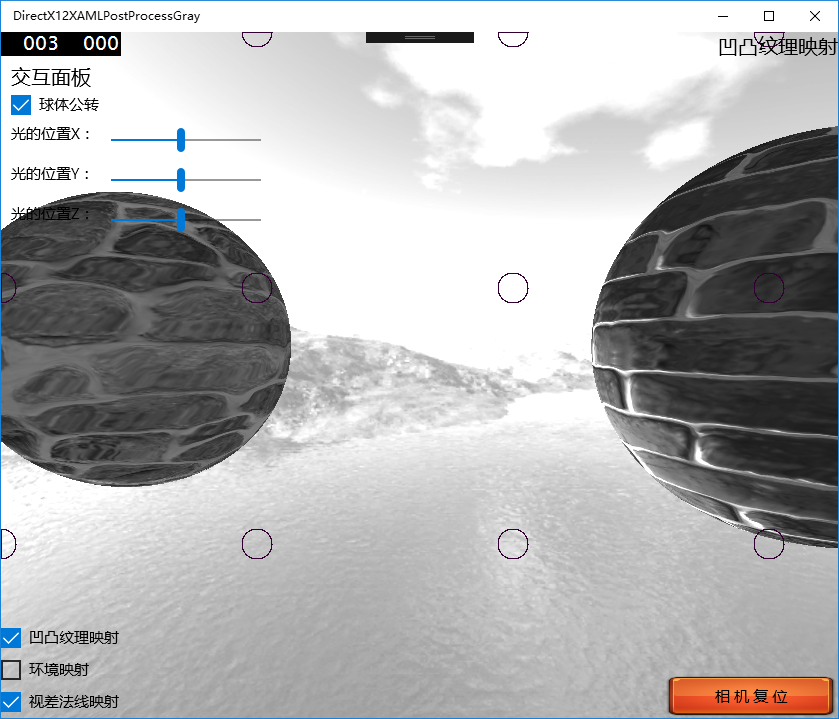 DirectX12XAMLPostProcessGray
003 000
凹凸纹理映射
交互面板
球体公转
光的位置X：
光的位置Y：
光的位置Z：
凹凸纹理映射
环境映射
视差法线映射
相机复位